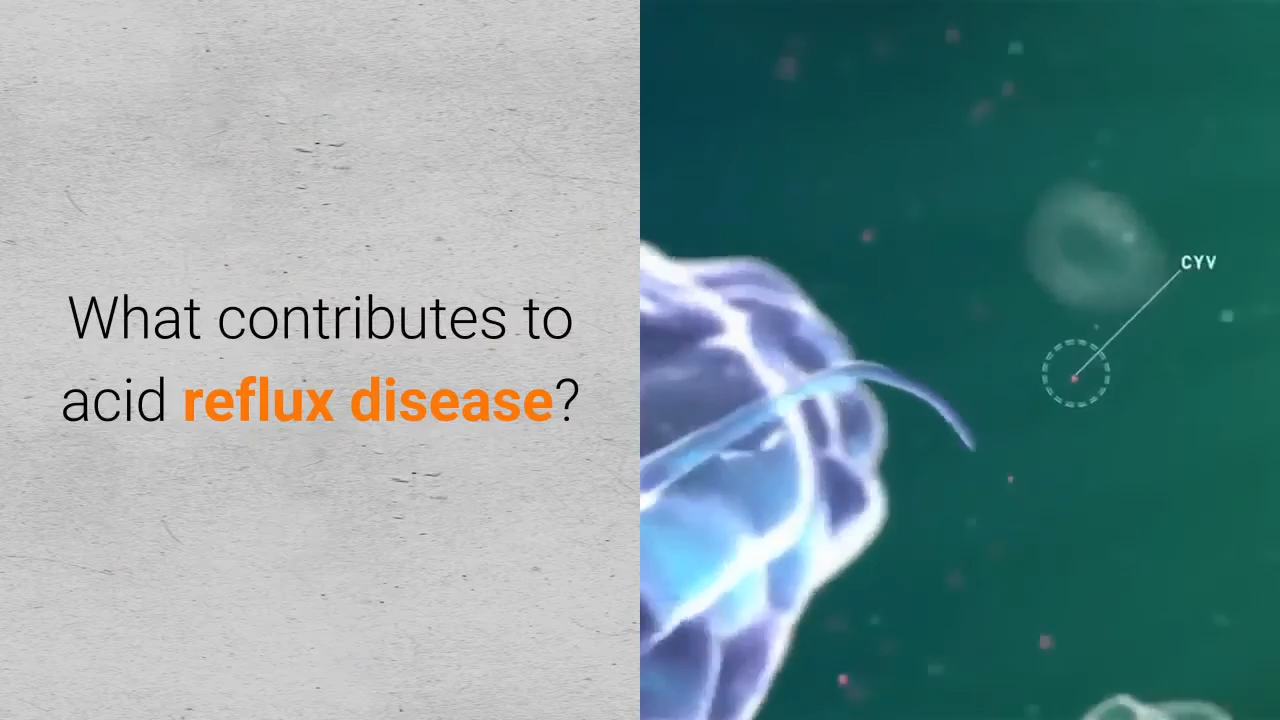 What contributes to
acid reflux disease?
CYV